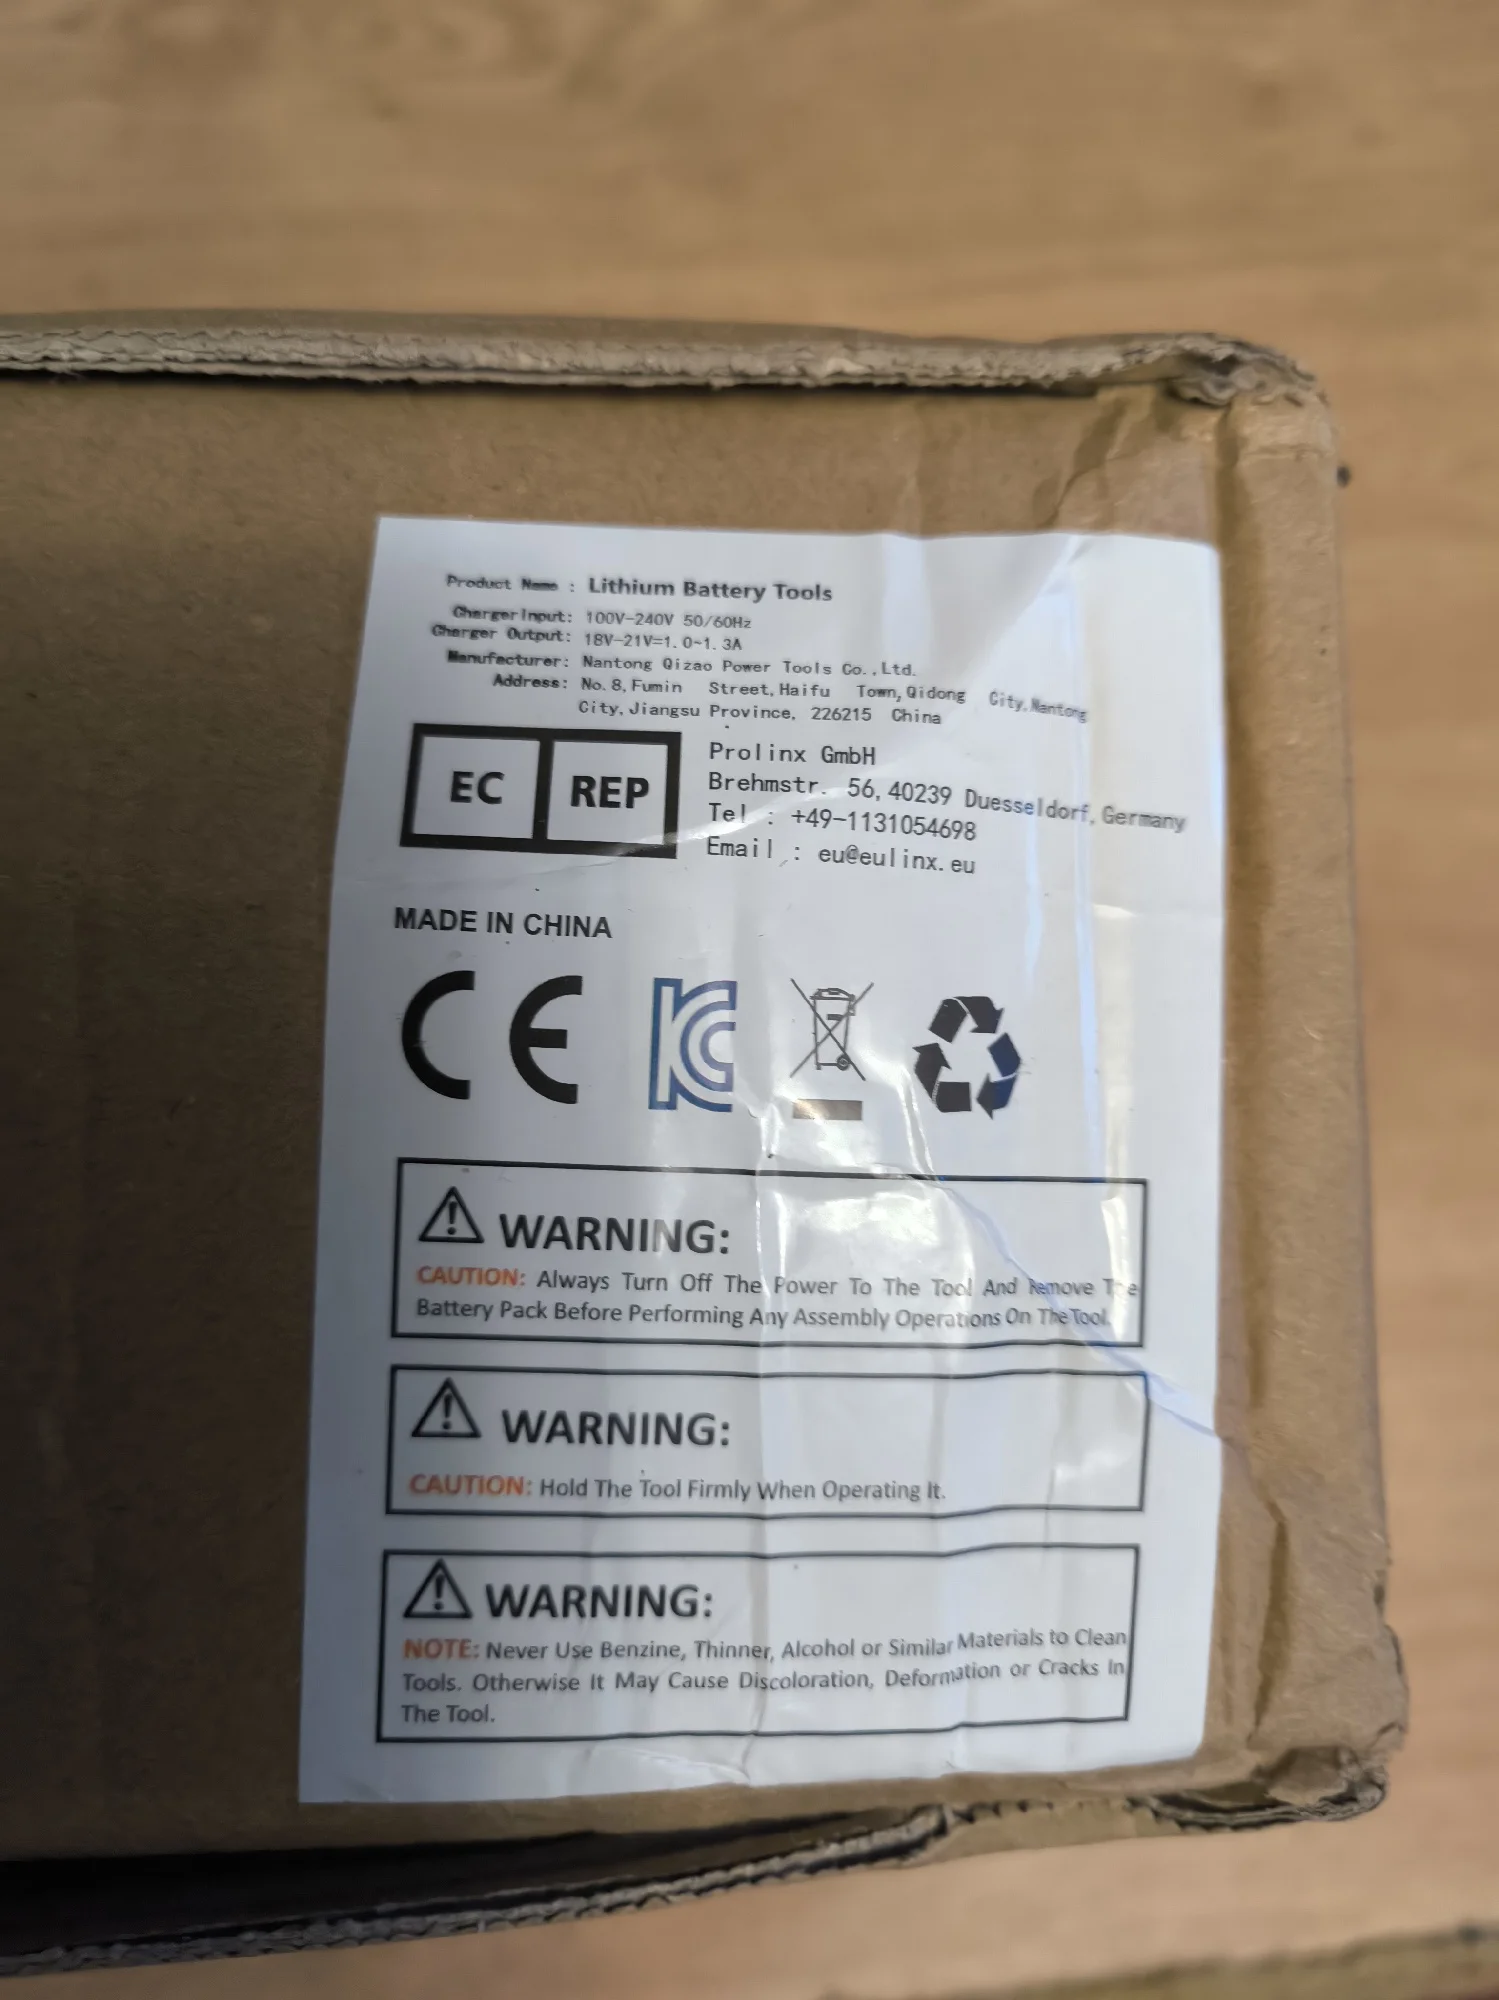 Product Name : Lithium Battery Tools
Charger Input: 100V-240V 50/60Hz
Charger Output: 18V-21V=1.0~1.3A
Manufacturer: Nantong Qizao Power Tools Co.,Ltd.
Address: No.8,Fumin Street,Haifu Town,Qidong City,Nantong
City,Jiangsu Province, 226215 China
EC REP
Prolinx GmbH
Brehmstr. 56,40239 Duesseldorf,Germany
Tel : +49-1131054698
Email : eu@eulinx.eu
MADE IN CHINA
CE
KC
WARNING:
CAUTION: Always Turn Off The Power To The Tool And Remove The
Battery Pack Before Performing Any Assembly Operations On The Tool.
WARNING:
CAUTION: Hold The Tool Firmly When Operating It.
WARNING:
NOTE: Never Use Benzine, Thinner, Alcohol or Similar Materials to Clean
Tools. Otherwise It May Cause Discoloration, Deformation or Cracks In
The Tool.